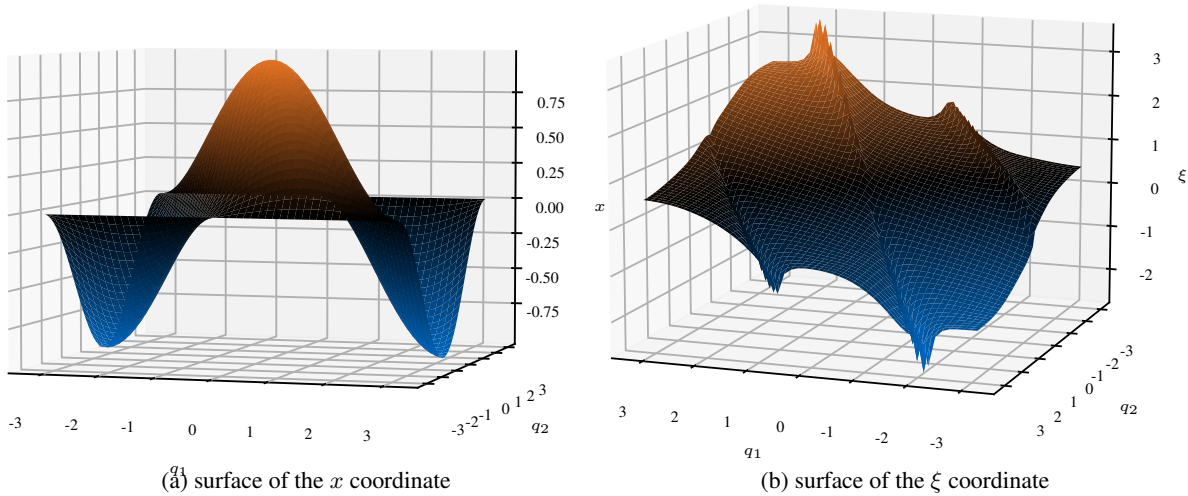 0.75
0.50
0.25
0.00
-0.25
-0.50
-0.75
x
-3 -2 -1 0 1 2 3
-3 -2 -1 0 1 2 3
q₂
q₁
(a) surface of the x coordinate
3
2
1
0
-1
-2
ξ
3 2 1 0 -1 -2 -3
3 2 1 0 -1 -2 -3
q₂
q₁
(b) surface of the ξ coordinate